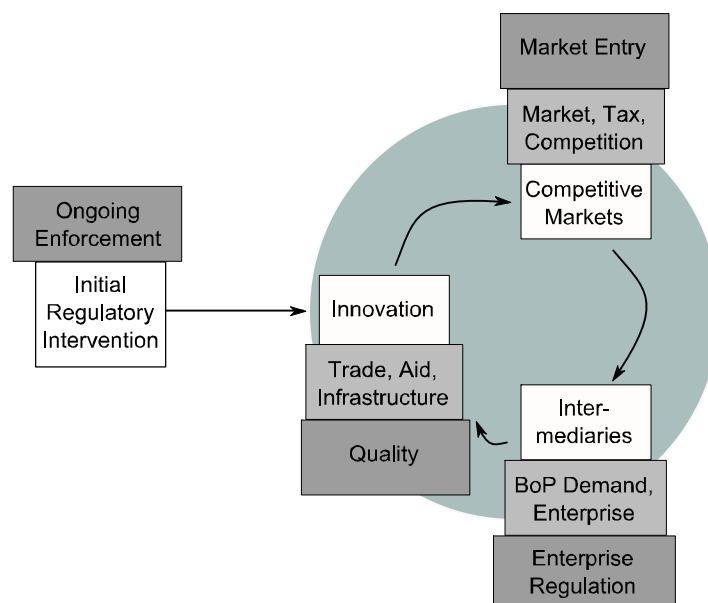 Market Entry
Market, Tax,
Competition
Competitive
Markets
Ongoing
Enforcement
Initial
Regulatory
Intervention
Innovation
Trade, Aid,
Infrastructure
Quality
Inter-
mediaries
BoP Demand,
Enterprise
Enterprise
Regulation